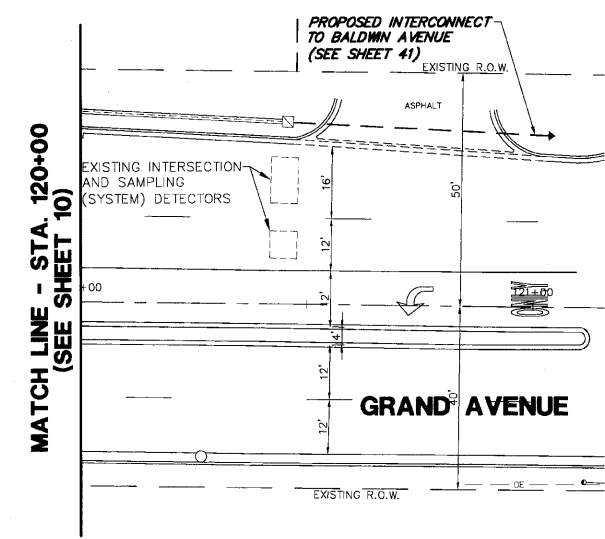 PROPOSED INTERCONNECT
TO BALDWIN AVENUE
(SEE SHEET 41)
EXISTING R.O.W.
ASPHALT
EXISTING INTERSECTION
AND SAMPLING
(SYSTEM) DETECTORS
16'
50'
12'
MATCH LINE - STA. 120+00
(SEE SHEET 10)
+00
12'
121+00
4'
12'
40'
GRAND AVENUE
12'
OE
EXISTING R.O.W.